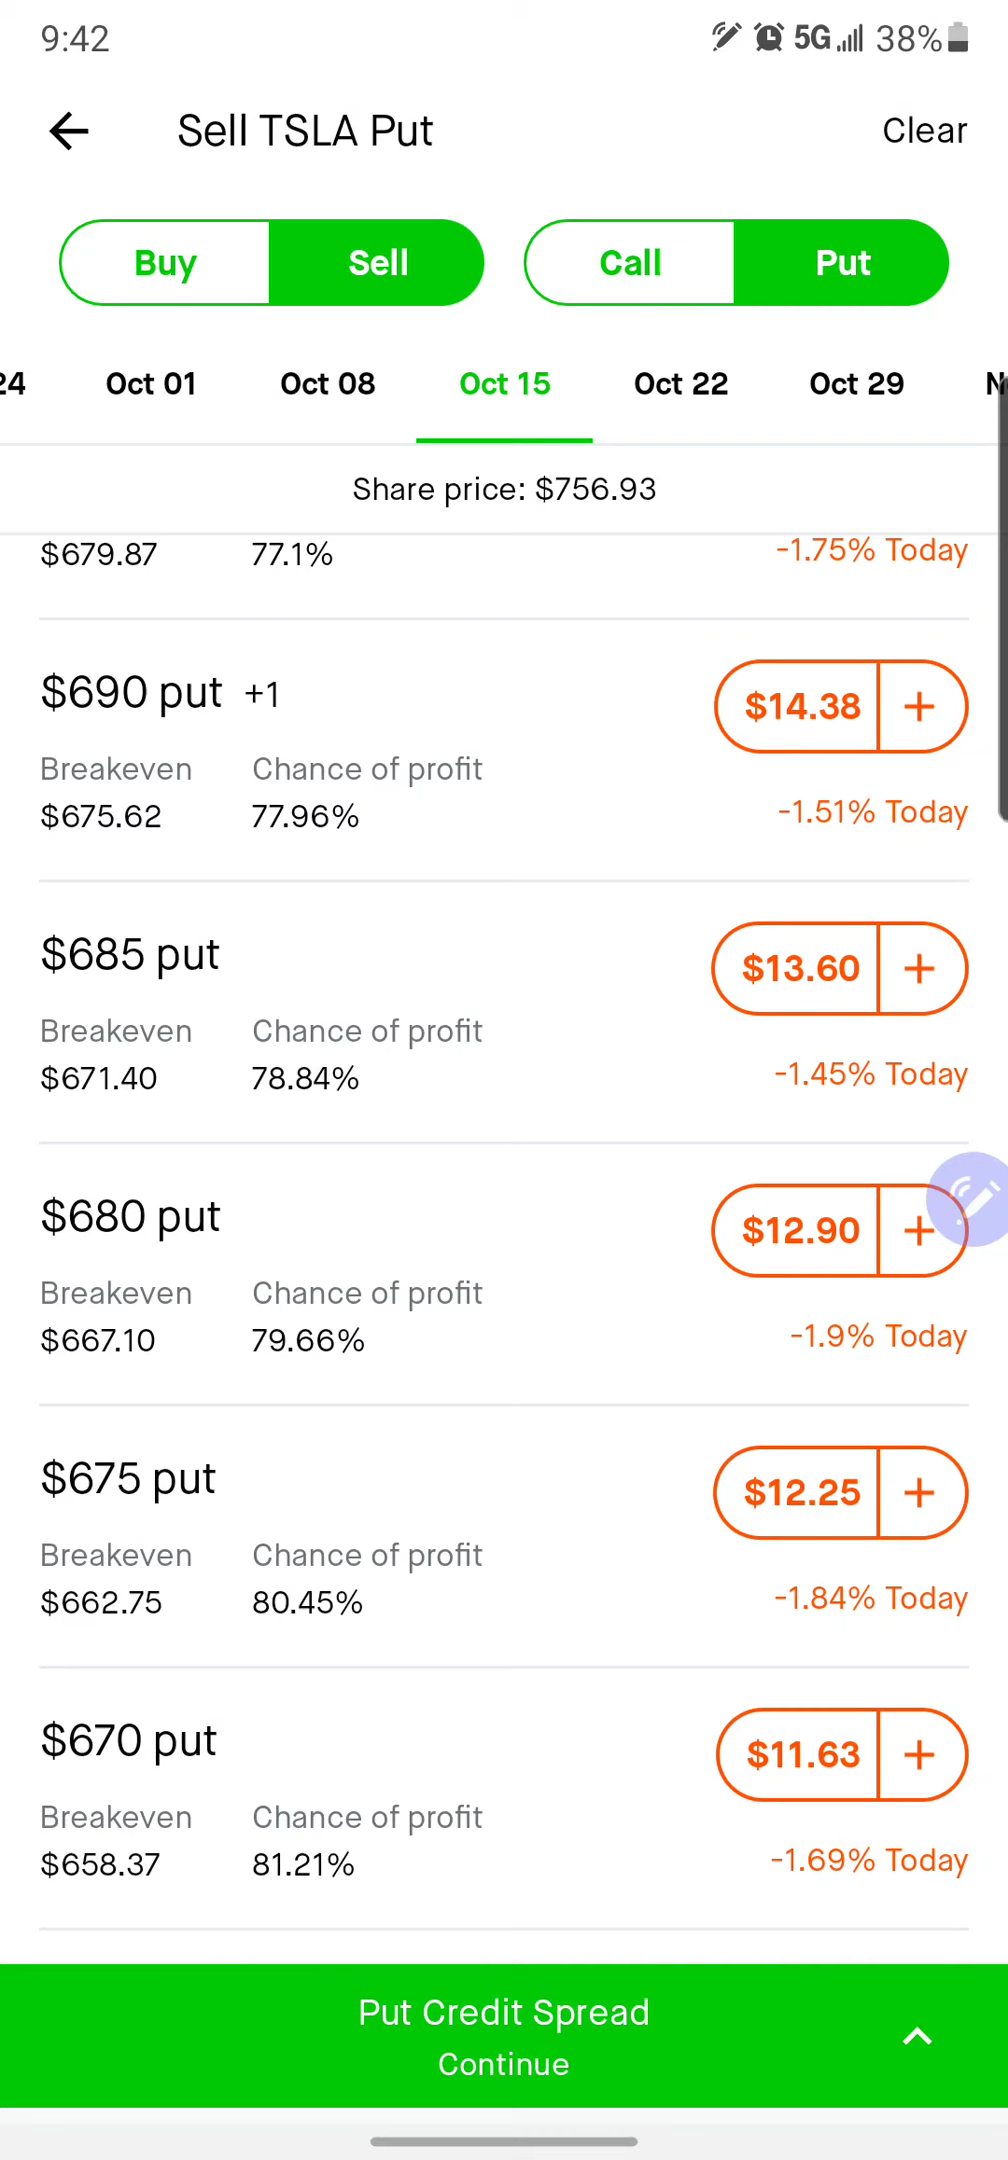 9:42 5G 38%
Sell TSLA Put Clear
Buy Sell Call Put
24 Oct 01 Oct 08 Oct 15 Oct 22 Oct 29 N
Share price: $756.93
$679.87 77.1% -1.75% Today
$690 put +1 $14.38 +
Breakeven Chance of profit
$675.62 77.96% -1.51% Today
$685 put $13.60 +
Breakeven Chance of profit
$671.40 78.84% -1.45% Today
$680 put $12.90 +
Breakeven Chance of profit
$667.10 79.66% -1.9% Today
$675 put $12.25 +
Breakeven Chance of profit
$662.75 80.45% -1.84% Today
$670 put $11.63 +
Breakeven Chance of profit
$658.37 81.21% -1.69% Today
Put Credit Spread
Continue